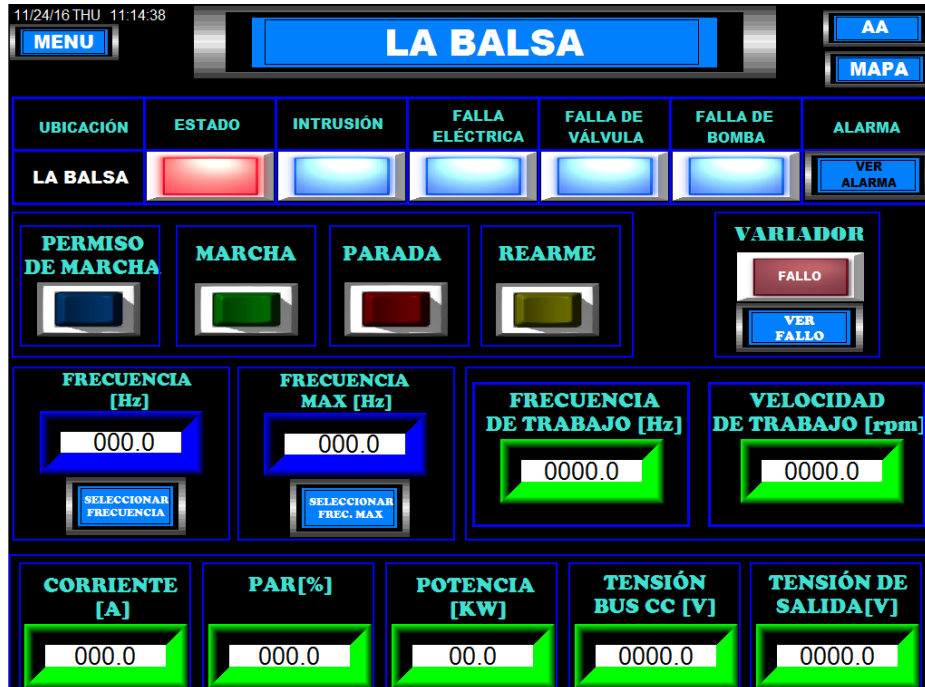 11/24/16 THU 11:14:38
MENU
LA BALSA
AA
MAPA
UBICACIÓN
ESTADO
INTRUSIÓN
FALLA
ELÉCTRICA
FALLA DE
VÁLVULA
FALLA DE
BOMBA
ALARMA
LA BALSA
VER
ALARMA
PERMISO
DE MARCHA
MARCHA
PARADA
REARME
VARIADOR
FALLO
VER
FALLO
FRECUENCIA
[Hz]
000.0
SELECCIONAR
FRECUENCIA
FRECUENCIA
MAX [Hz]
000.0
SELECCIONAR
FREC. MAX
FRECUENCIA
DE TRABAJO [Hz]
0000.0
VELOCIDAD
DE TRABAJO [rpm]
0000.0
CORRIENTE
[A]
000.0
PAR[%]
000.0
POTENCIA
[KW]
00.0
TENSIÓN
BUS CC [V]
0000.0
TENSIÓN DE
SALIDA[V]
0000.0